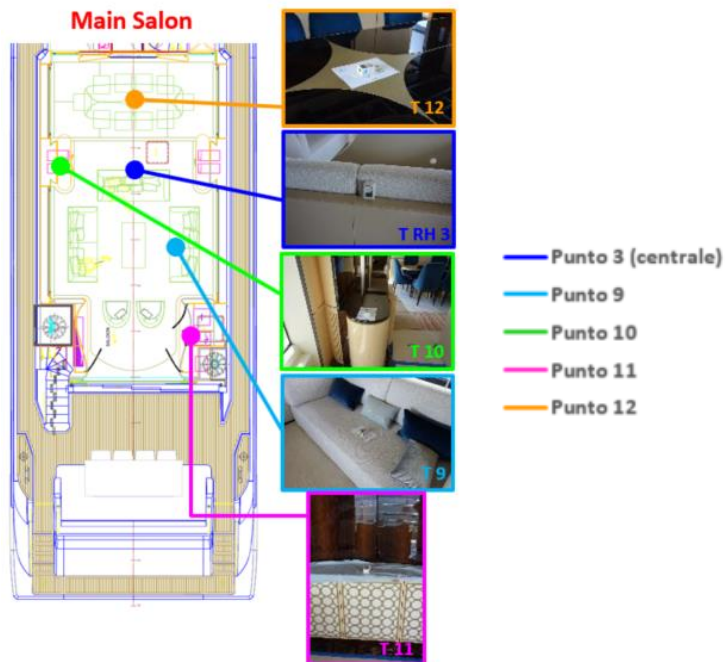 Main Salon
T 12
T RH 3
T 10
T 9
T 11
Punto 3 (centrale)
Punto 9
Punto 10
Punto 11
Punto 12